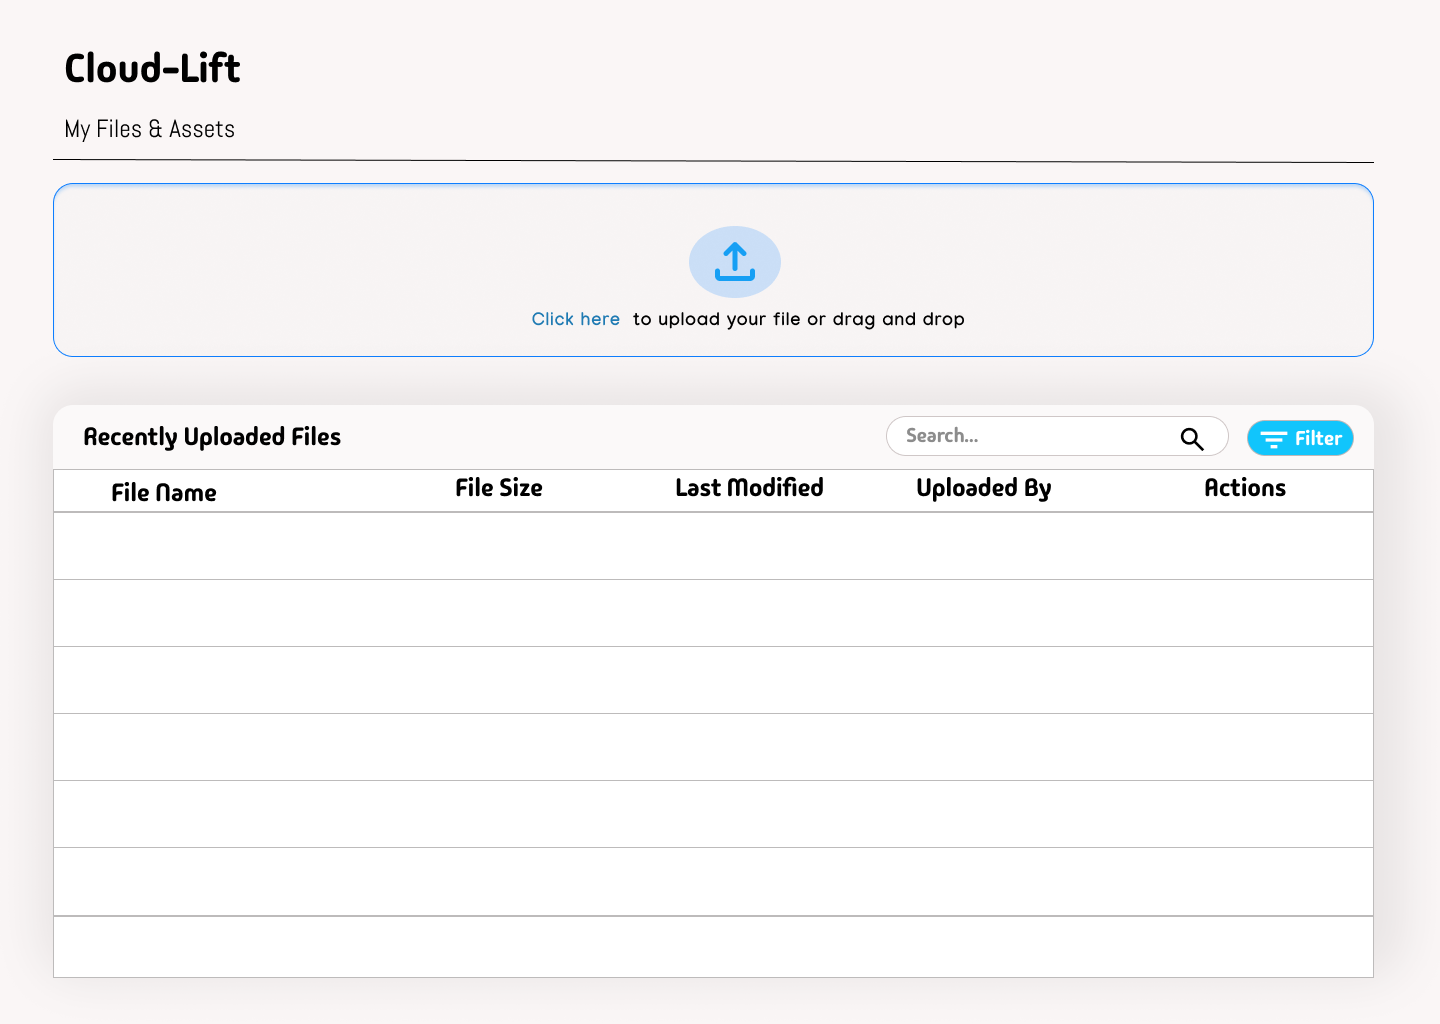 Cloud-Lift
My Files & Assets
Click here to upload your file or drag and drop
Recently Uploaded Files
Search...
Filter
File Name
File Size
Last Modified
Uploaded By
Actions